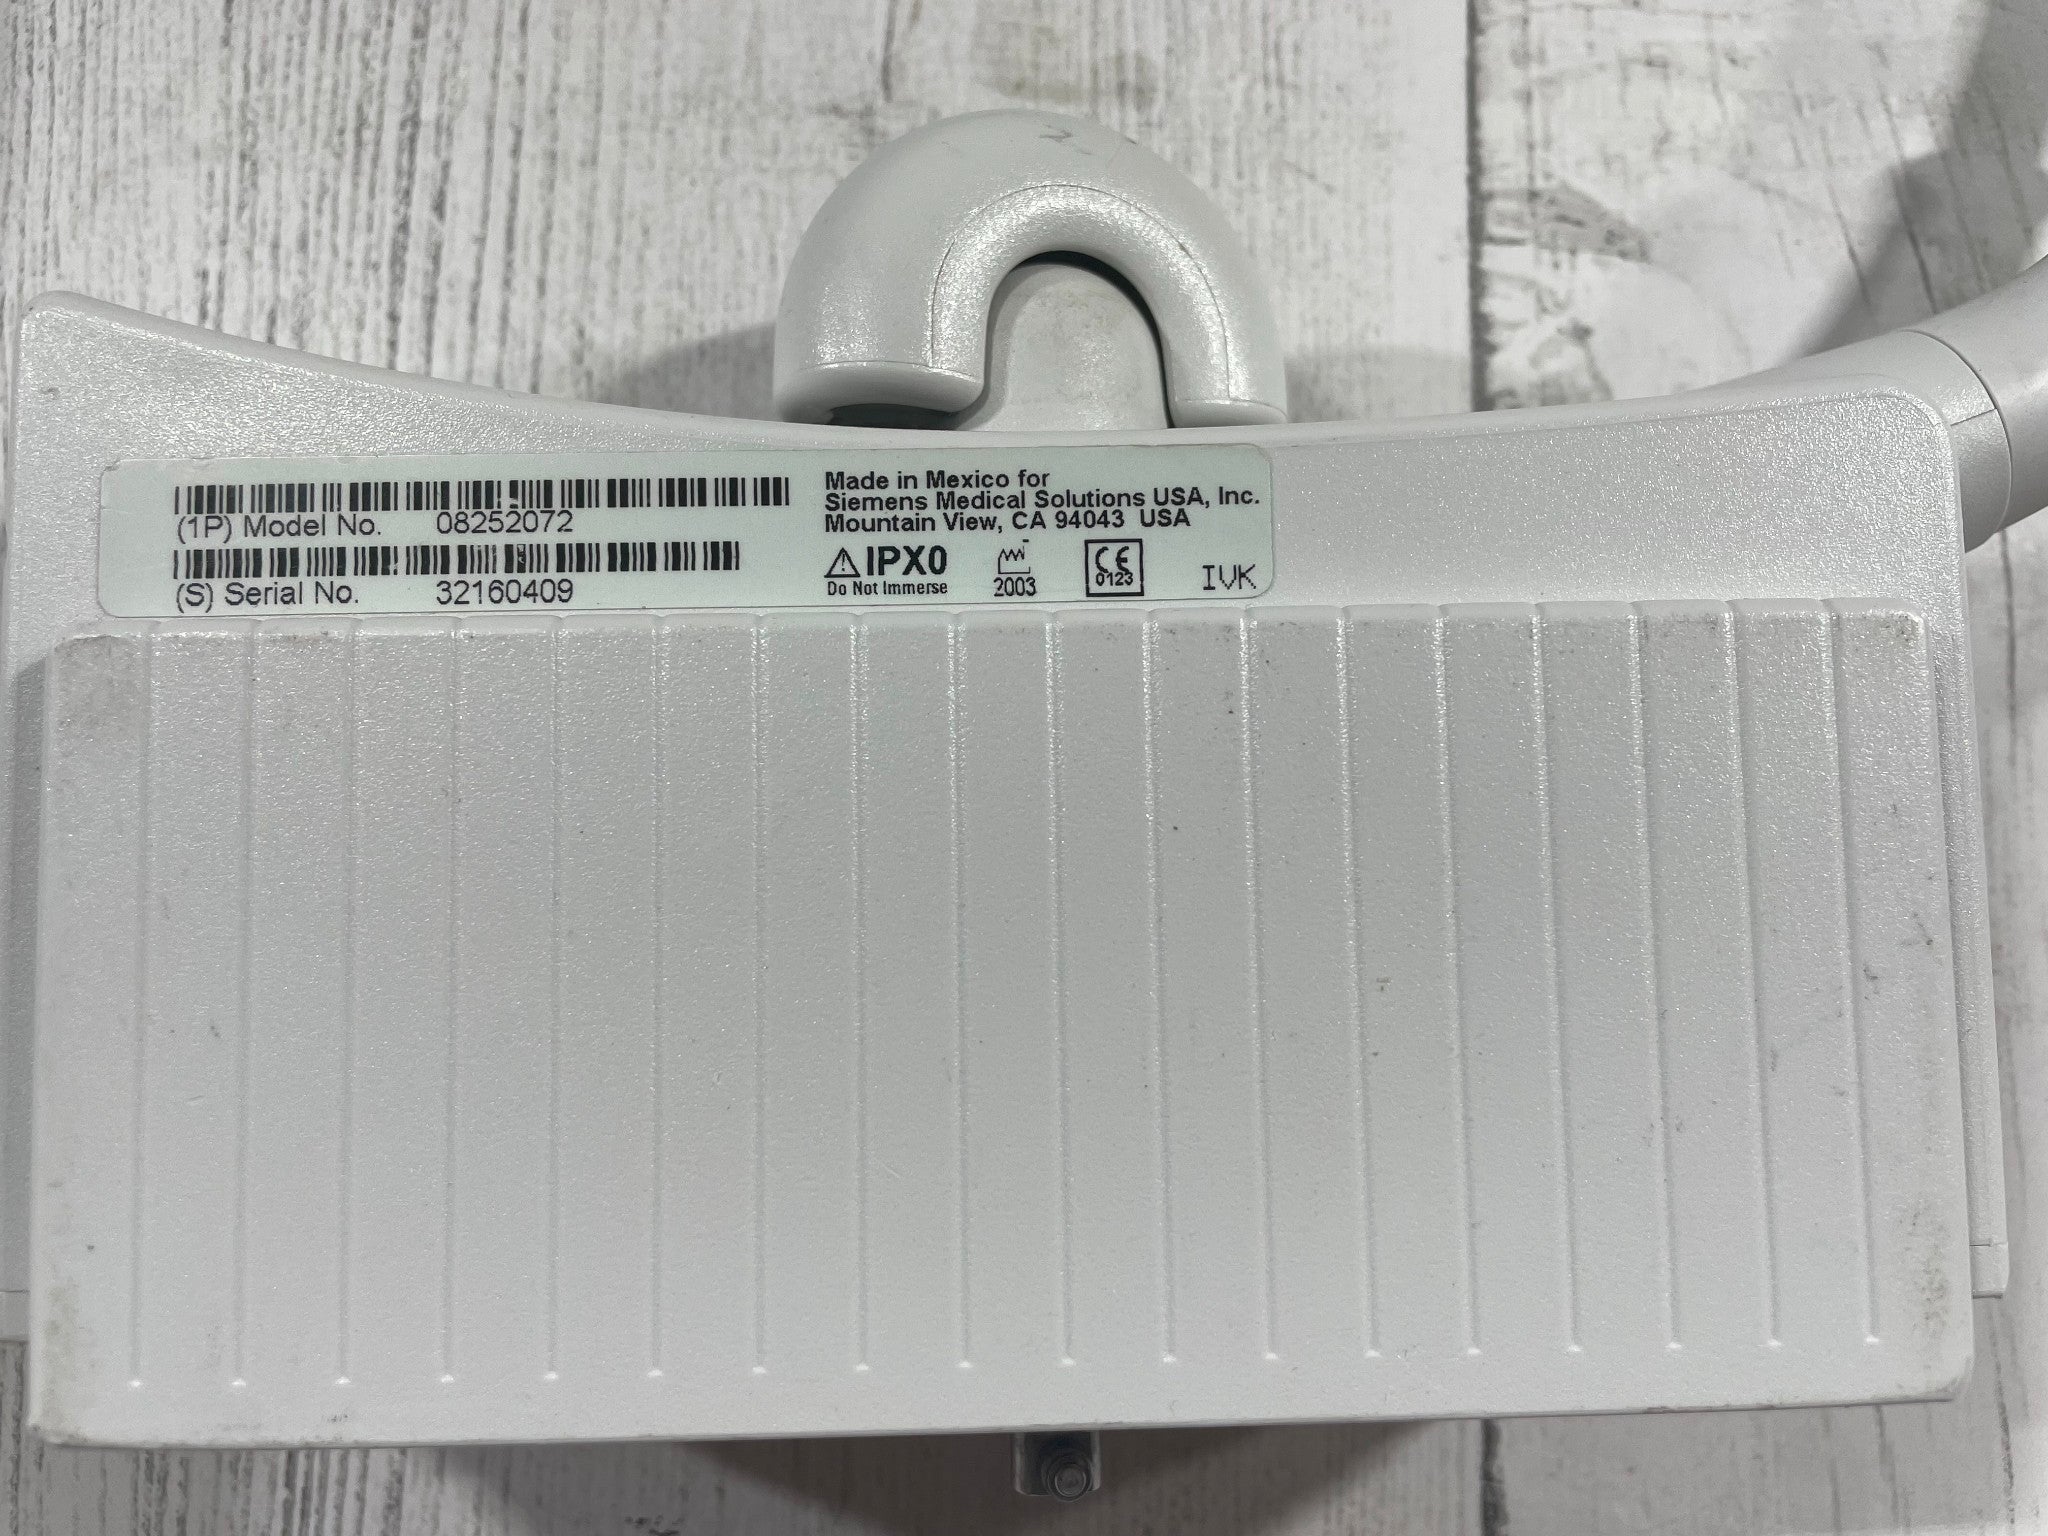 (1P) Model No. 08252072
(S) Serial No. 32160409
Made in Mexico for
Siemens Medical Solutions USA, Inc.
Mountain View, CA 94043 USA
IPX0
Do Not Immerse
2003
CE
0123
IVK